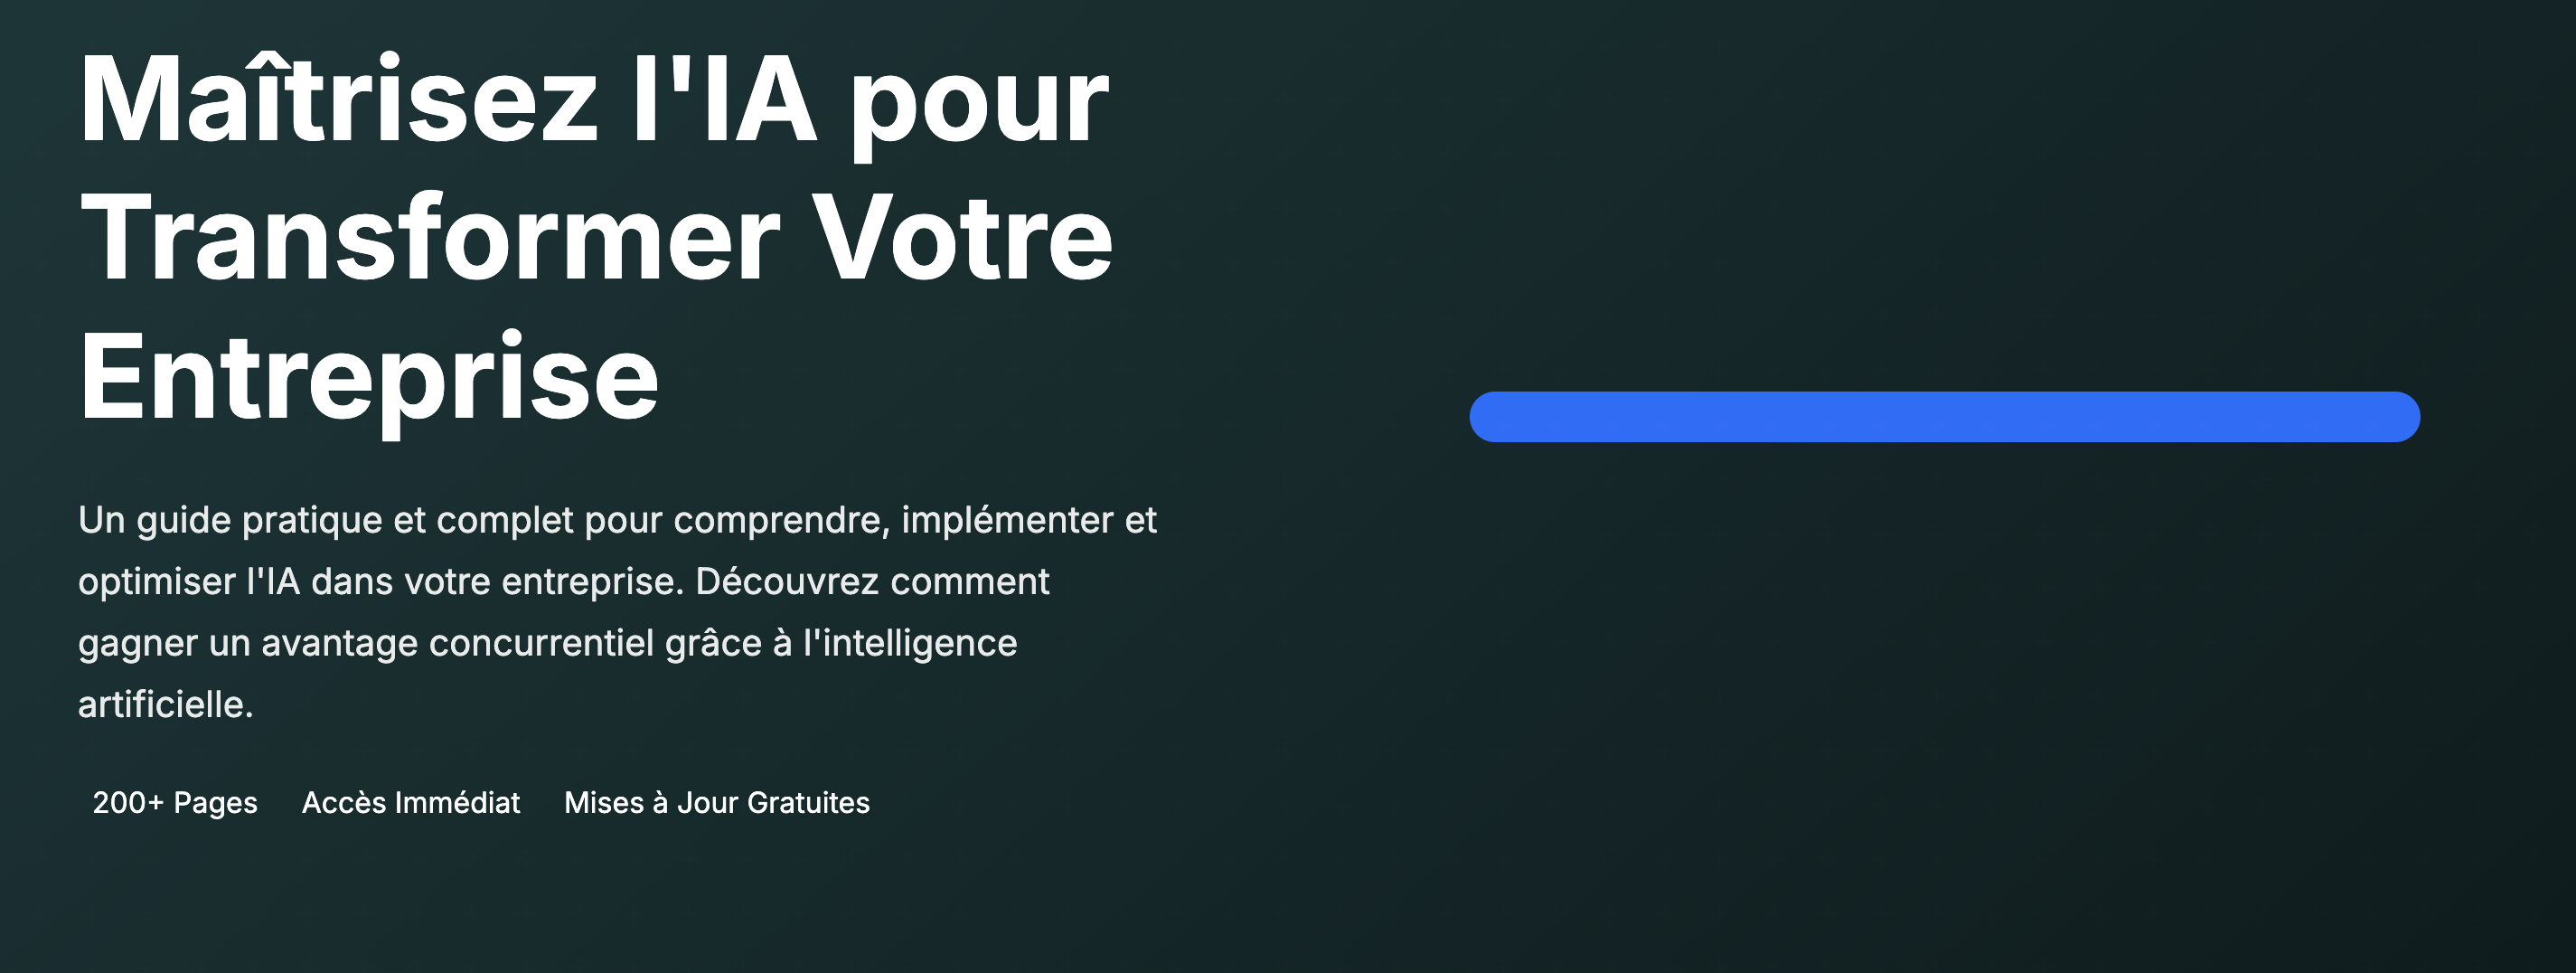 Maîtrisez l'IA pour
Transformer Votre
Entreprise
Un guide pratique et complet pour comprendre, implémenter et
optimiser l'IA dans votre entreprise. Découvrez comment
gagner un avantage concurrentiel grâce à l'intelligence
artificielle.
200+ Pages Accès Immédiat Mises à Jour Gratuites